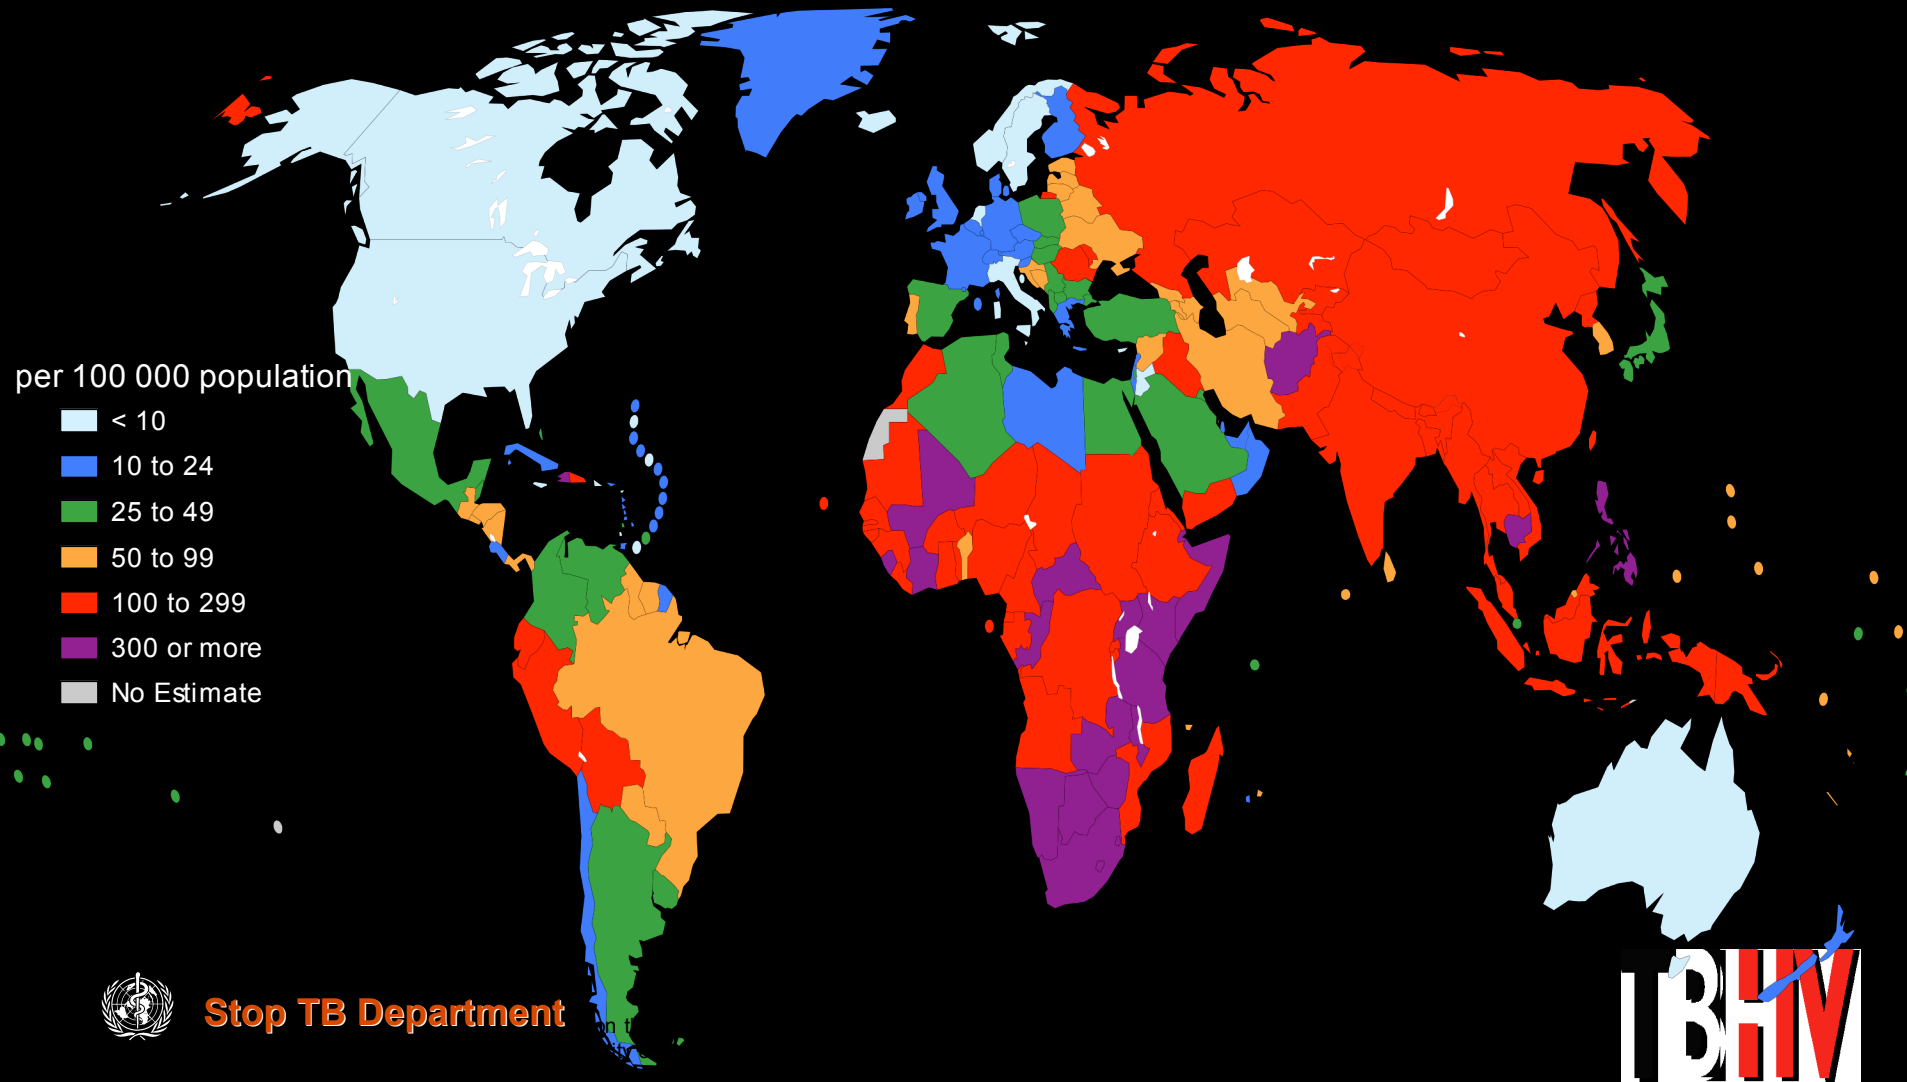 per 100 000 population
< 10
10 to 24
25 to 49
50 to 99
100 to 299
300 or more
No Estimate
Stop TB Department
TBHIV